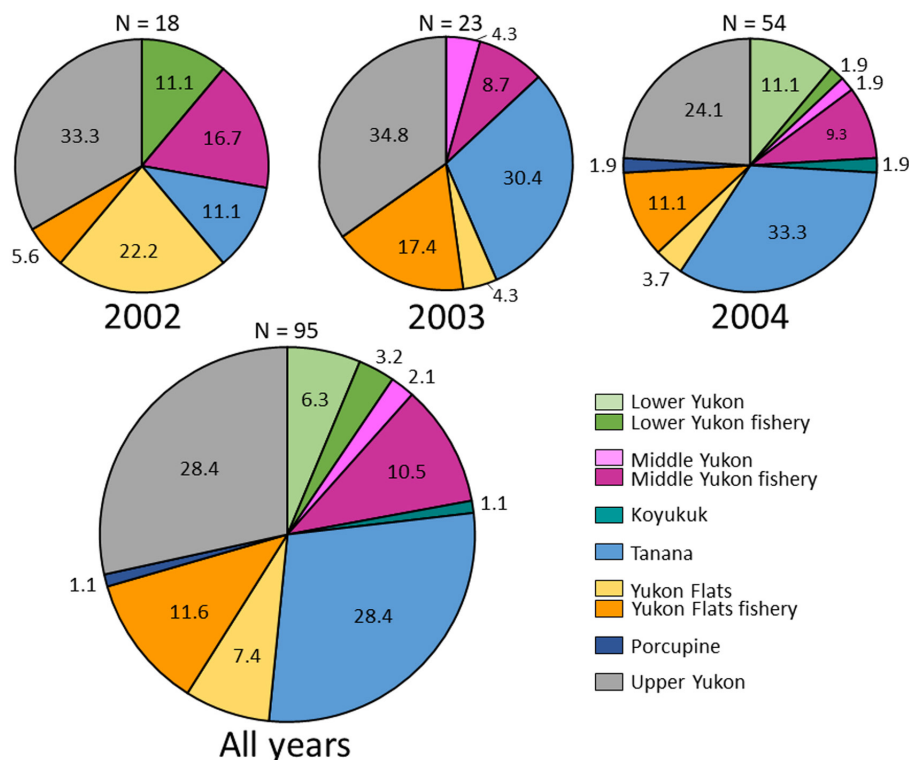 N = 18
11.1
16.7
11.1
22.2
5.6
33.3
2002
N = 23
4.3
8.7
30.4
4.3
17.4
34.8
2003
N = 54
11.1
1.9
1.9
9.3
1.9
33.3
3.7
11.1
1.9
24.1
2004
N = 95
6.3
3.2
2.1
10.5
1.1
28.4
7.4
11.6
1.1
28.4
All years
Lower Yukon
Lower Yukon fishery
Middle Yukon
Middle Yukon fishery
Koyukuk
Tanana
Yukon Flats
Yukon Flats fishery
Porcupine
Upper Yukon